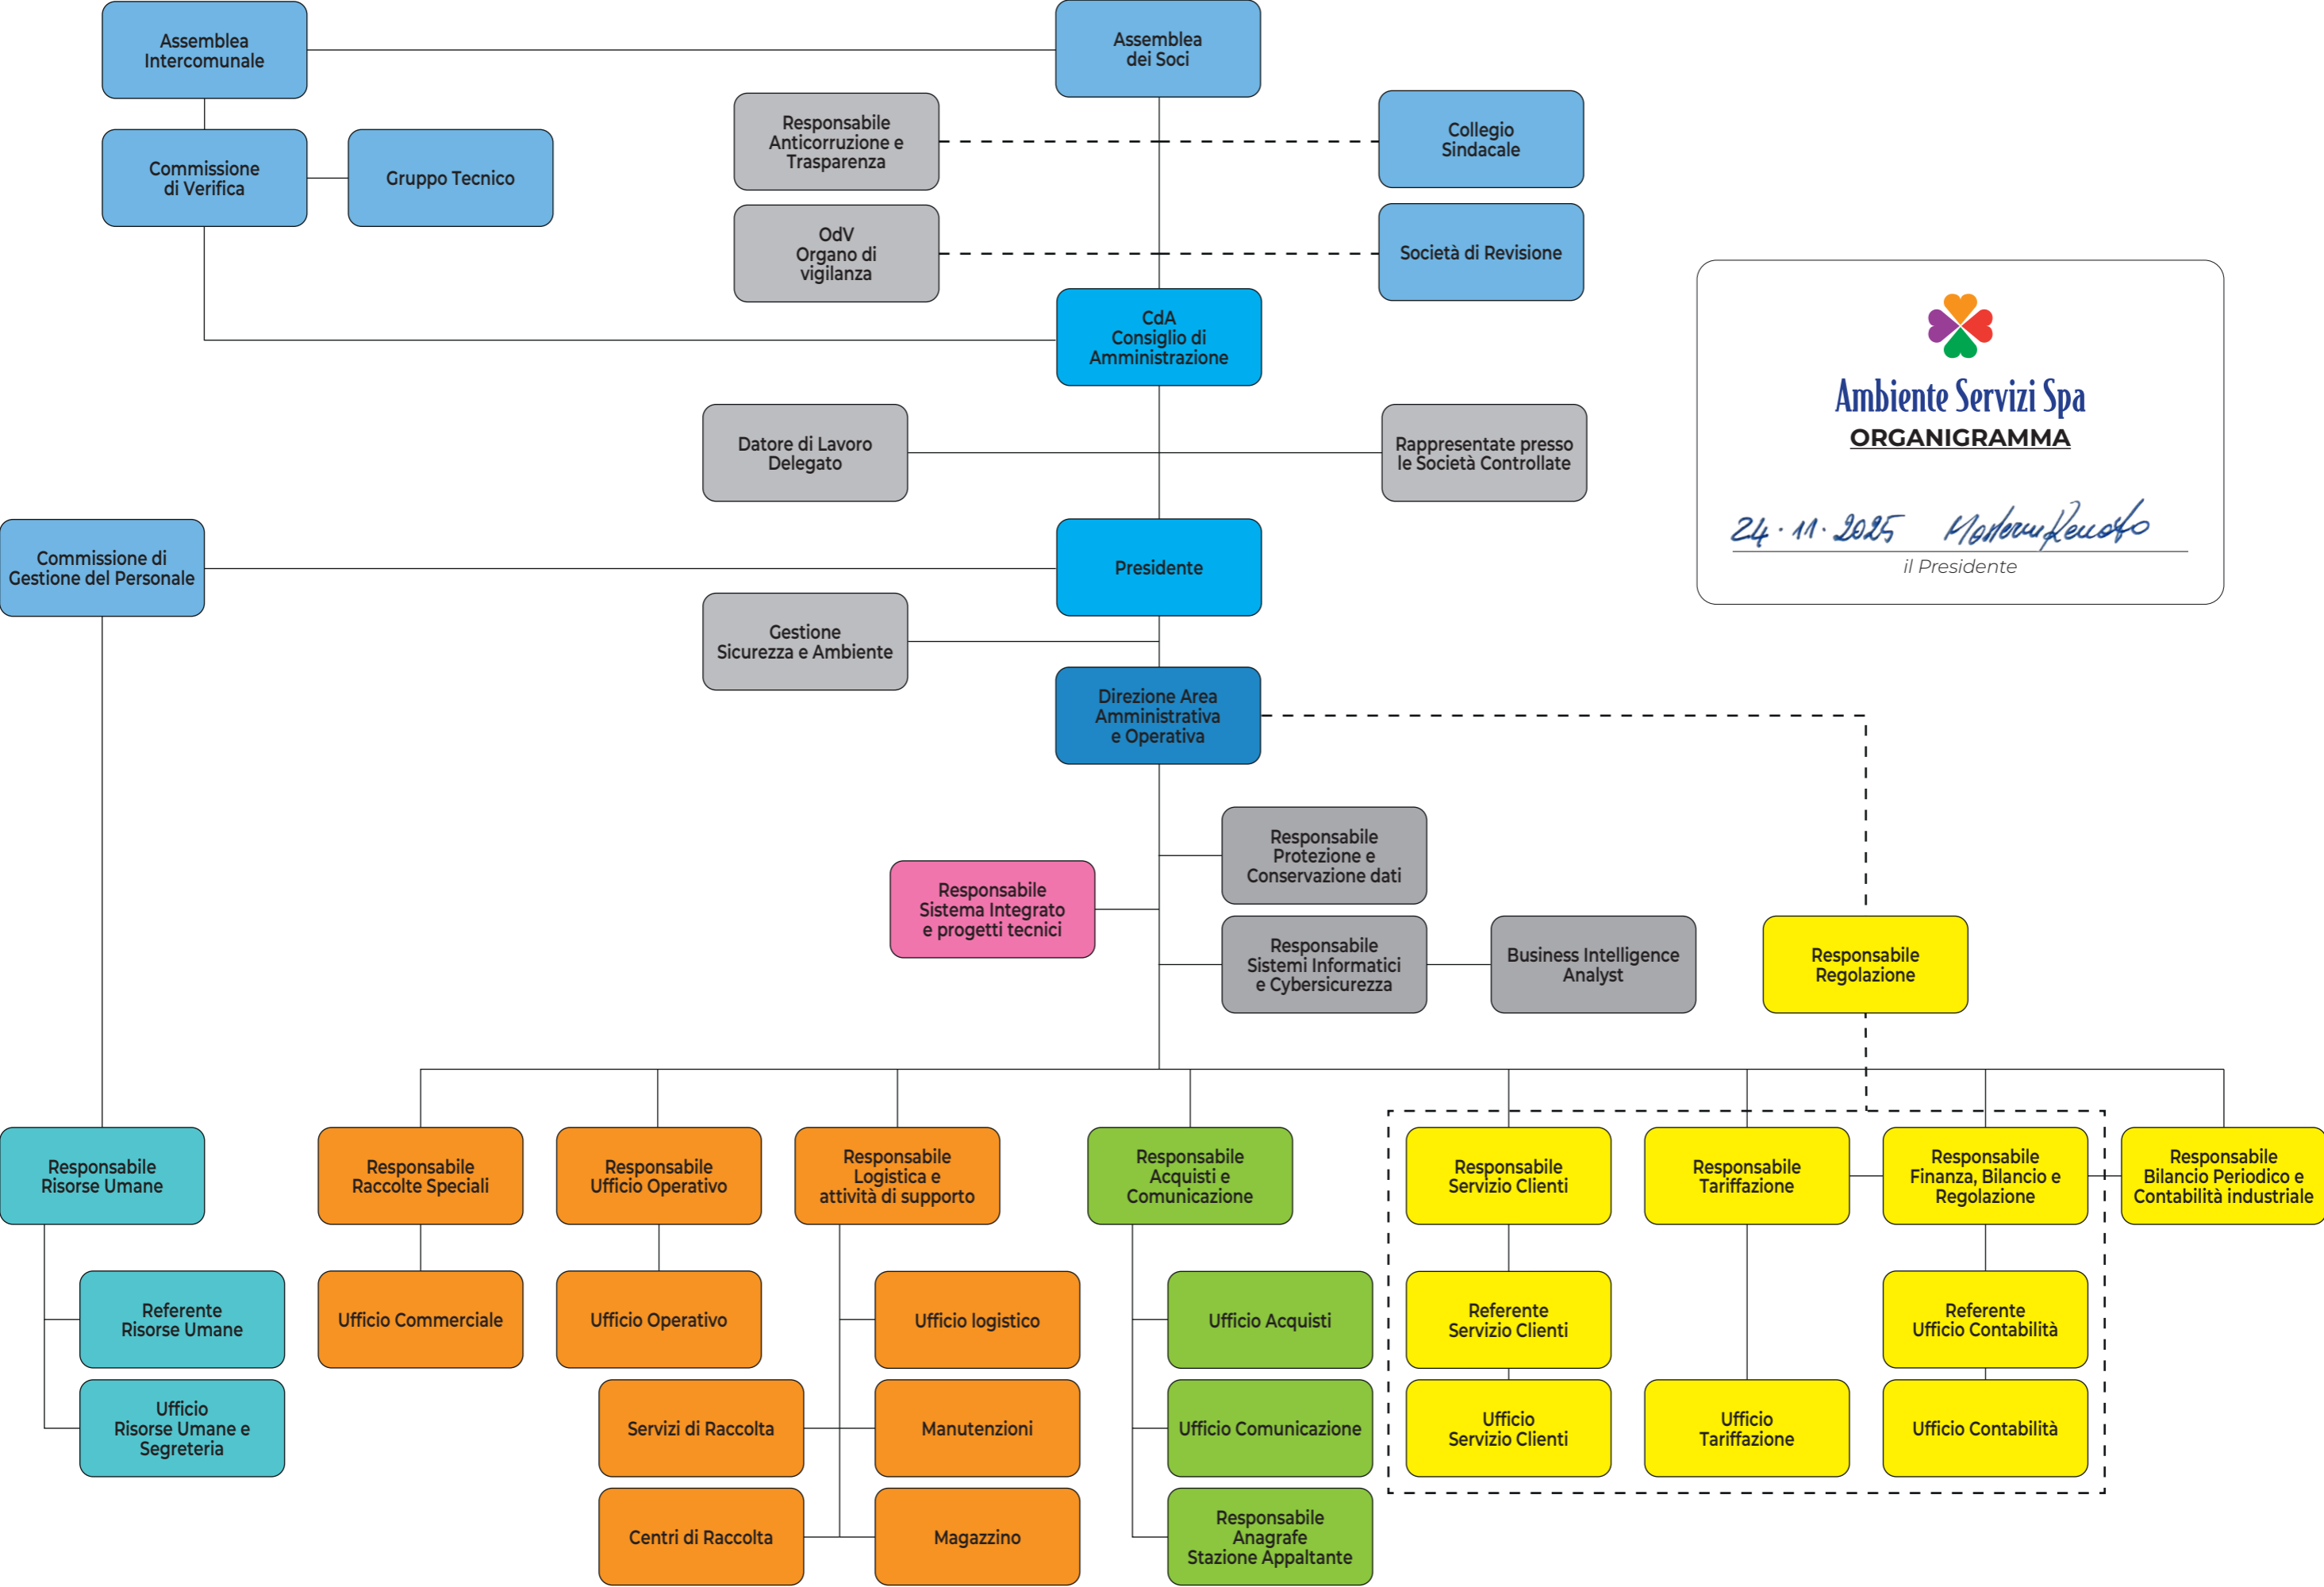 Assemblea
Intercomunale
Assemblea
dei Soci
Responsabile
Anticorruzione e
Trasparenza
Collegio
Sindacale
Commissione
di Verifica
Gruppo Tecnico
OdV
Organo di
vigilanza
Società di Revisione
CdA
Consiglio di
Amministrazione
Ambiente Servizi Spa
ORGANIGRAMMA
24.11.2025
il Presidente
Datore di Lavoro
Delegato
Rappresentate presso
le Società Controllate
Commissione di
Gestione del Personale
Presidente
Gestione
Sicurezza e Ambiente
Direzione Area
Amministrativa
e Operativa
Responsabile
Protezione e
Conservazione dati
Responsabile
Sistema Integrato
e progetti tecnici
Responsabile
Sistemi Informatici
e Cybersicurezza
Business Intelligence
Analyst
Responsabile
Regolazione
Responsabile
Risorse Umane
Responsabile
Raccolte Speciali
Responsabile
Ufficio Operativo
Responsabile
Logistica e
attività di supporto
Responsabile
Acquisti e
Comunicazione
Responsabile
Servizio Clienti
Responsabile
Tariffazione
Responsabile
Finanza, Bilancio e
Regolazione
Responsabile
Bilancio Periodico e
Contabilità industriale
Referente
Risorse Umane
Ufficio Commerciale
Ufficio Operativo
Ufficio logistico
Ufficio Acquisti
Referente
Servizio Clienti
Referente
Ufficio Contabilità
Ufficio
Risorse Umane e
Segreteria
Servizi di Raccolta
Manutenzioni
Ufficio Comunicazione
Ufficio
Servizio Clienti
Ufficio
Tariffazione
Ufficio Contabilità
Centri di Raccolta
Magazzino
Responsabile
Anagrafe
Stazione Appaltante